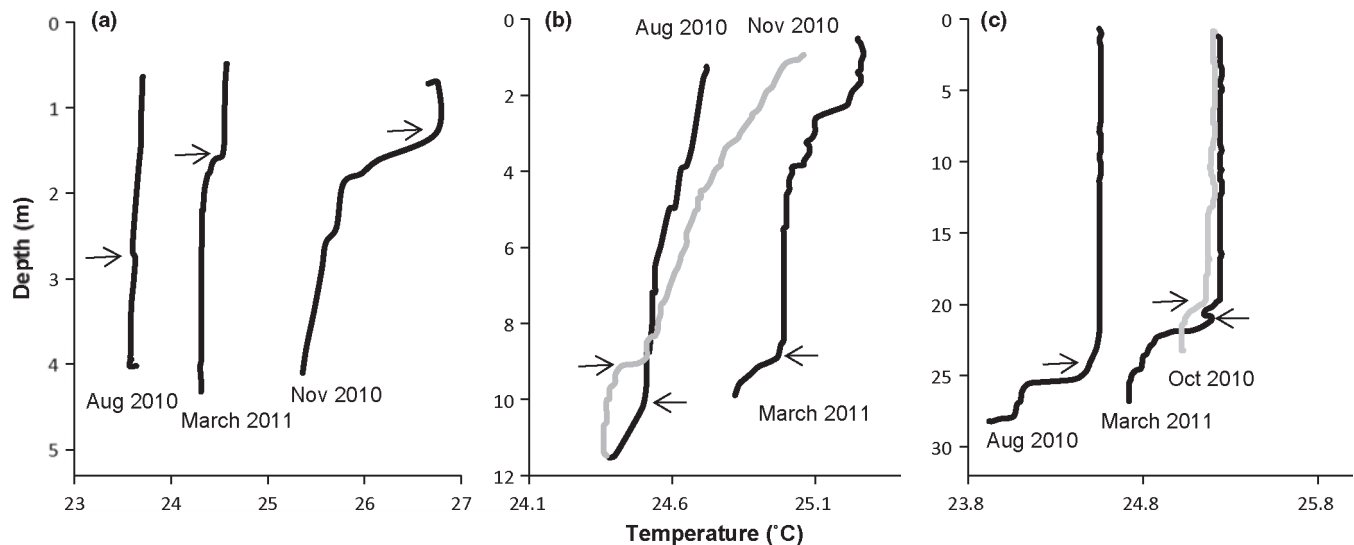 (a)
0
1
2
3
4
5
23
24
25
26
27
Depth (m)
Aug 2010
March 2011
Nov 2010
(b)
0
2
4
6
8
10
12
24.1
24.6
25.1
Aug 2010
Nov 2010
March 2011
Temperature (˚C)
(c)
0
5
10
15
20
25
30
23.8
24.8
25.8
Oct 2010
March 2011
Aug 2010